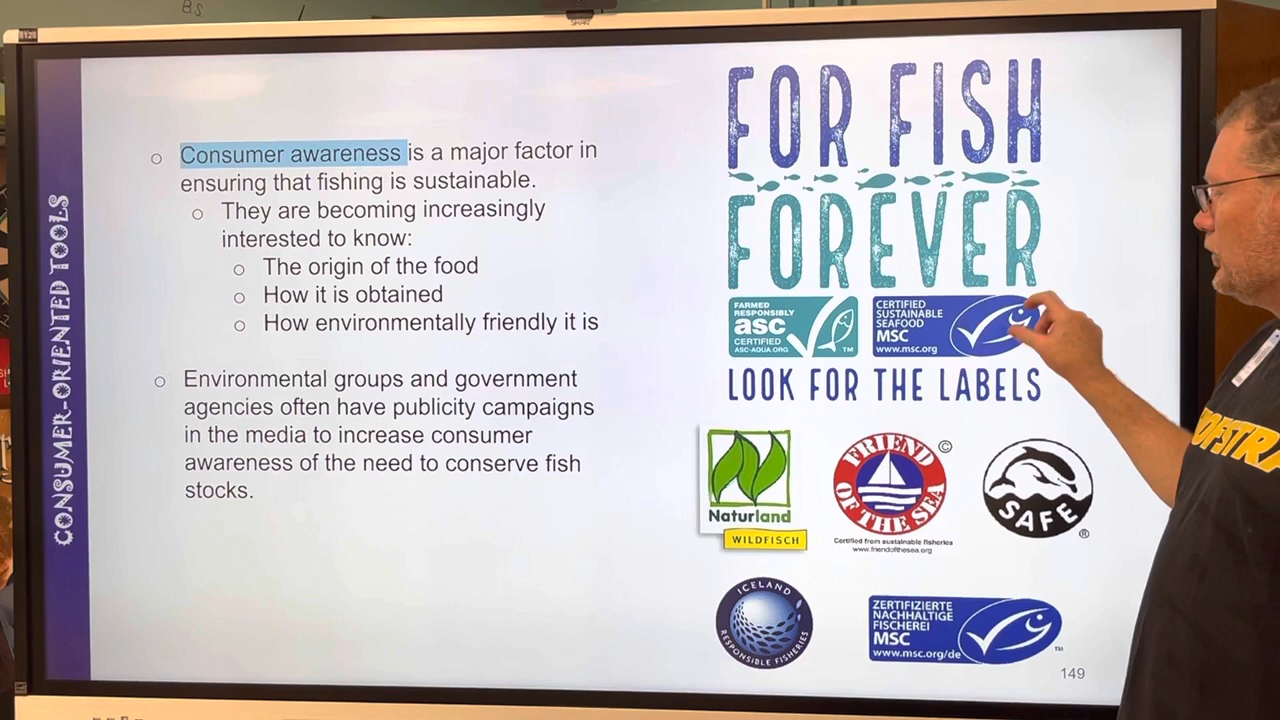 BS
SMART
CONSUMER-ORIENTED TOOLS
○ Consumer awareness is a major factor in
ensuring that fishing is sustainable.
○ They are becoming increasingly
interested to know:
○ The origin of the food
○ How it is obtained
○ How environmentally friendly it is
○ Environmental groups and government
agencies often have publicity campaigns
in the media to increase consumer
awareness of the need to conserve fish
stocks.
FOR FISH
FOREVER
FARMED
RESPONSIBLY
asc
CERTIFIED
ASC-AQUA.ORG
TM
CERTIFIED
SUSTAINABLE
SEAFOOD
MSC
www.msc.org
LOOK FOR THE LABELS
Naturland
WILDFISCH
FRIEND
OF THE SEA
©
Certified from sustainable fisheries
www.friendofthesea.org
SAFE
®
ICELAND
RESPONSIBLE FISHERIES
ZERTIFIZIERTE
NACHHALTIGE
FISCHEREI
MSC
www.msc.org/de
TM
149